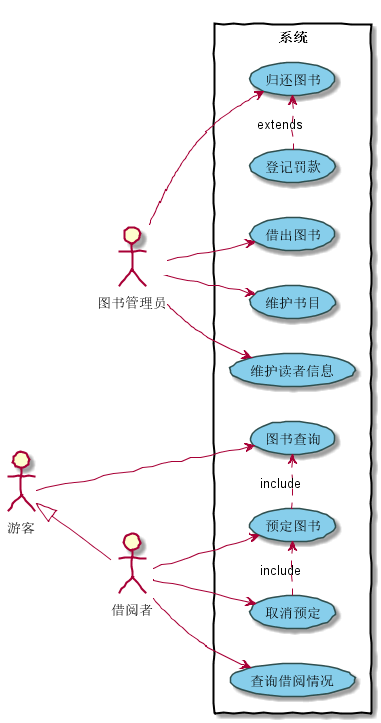 系统
归还图书
extends
登记罚款
借出图书
图书管理员
维护书目
维护读者信息
图书查询
include
游客
预定图书
include
借阅者
取消预定
查询借阅情况